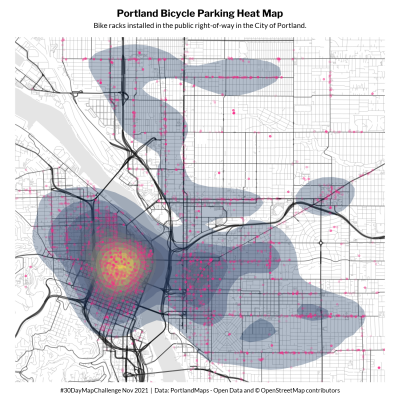 Portland Bicycle Parking Heat Map
Bike racks installed in the public right-of-way in the City of Portland.
#30DayMapChallenge Nov 2021 | Data: PortlandMaps - Open Data and © OpenStreetMap contributors